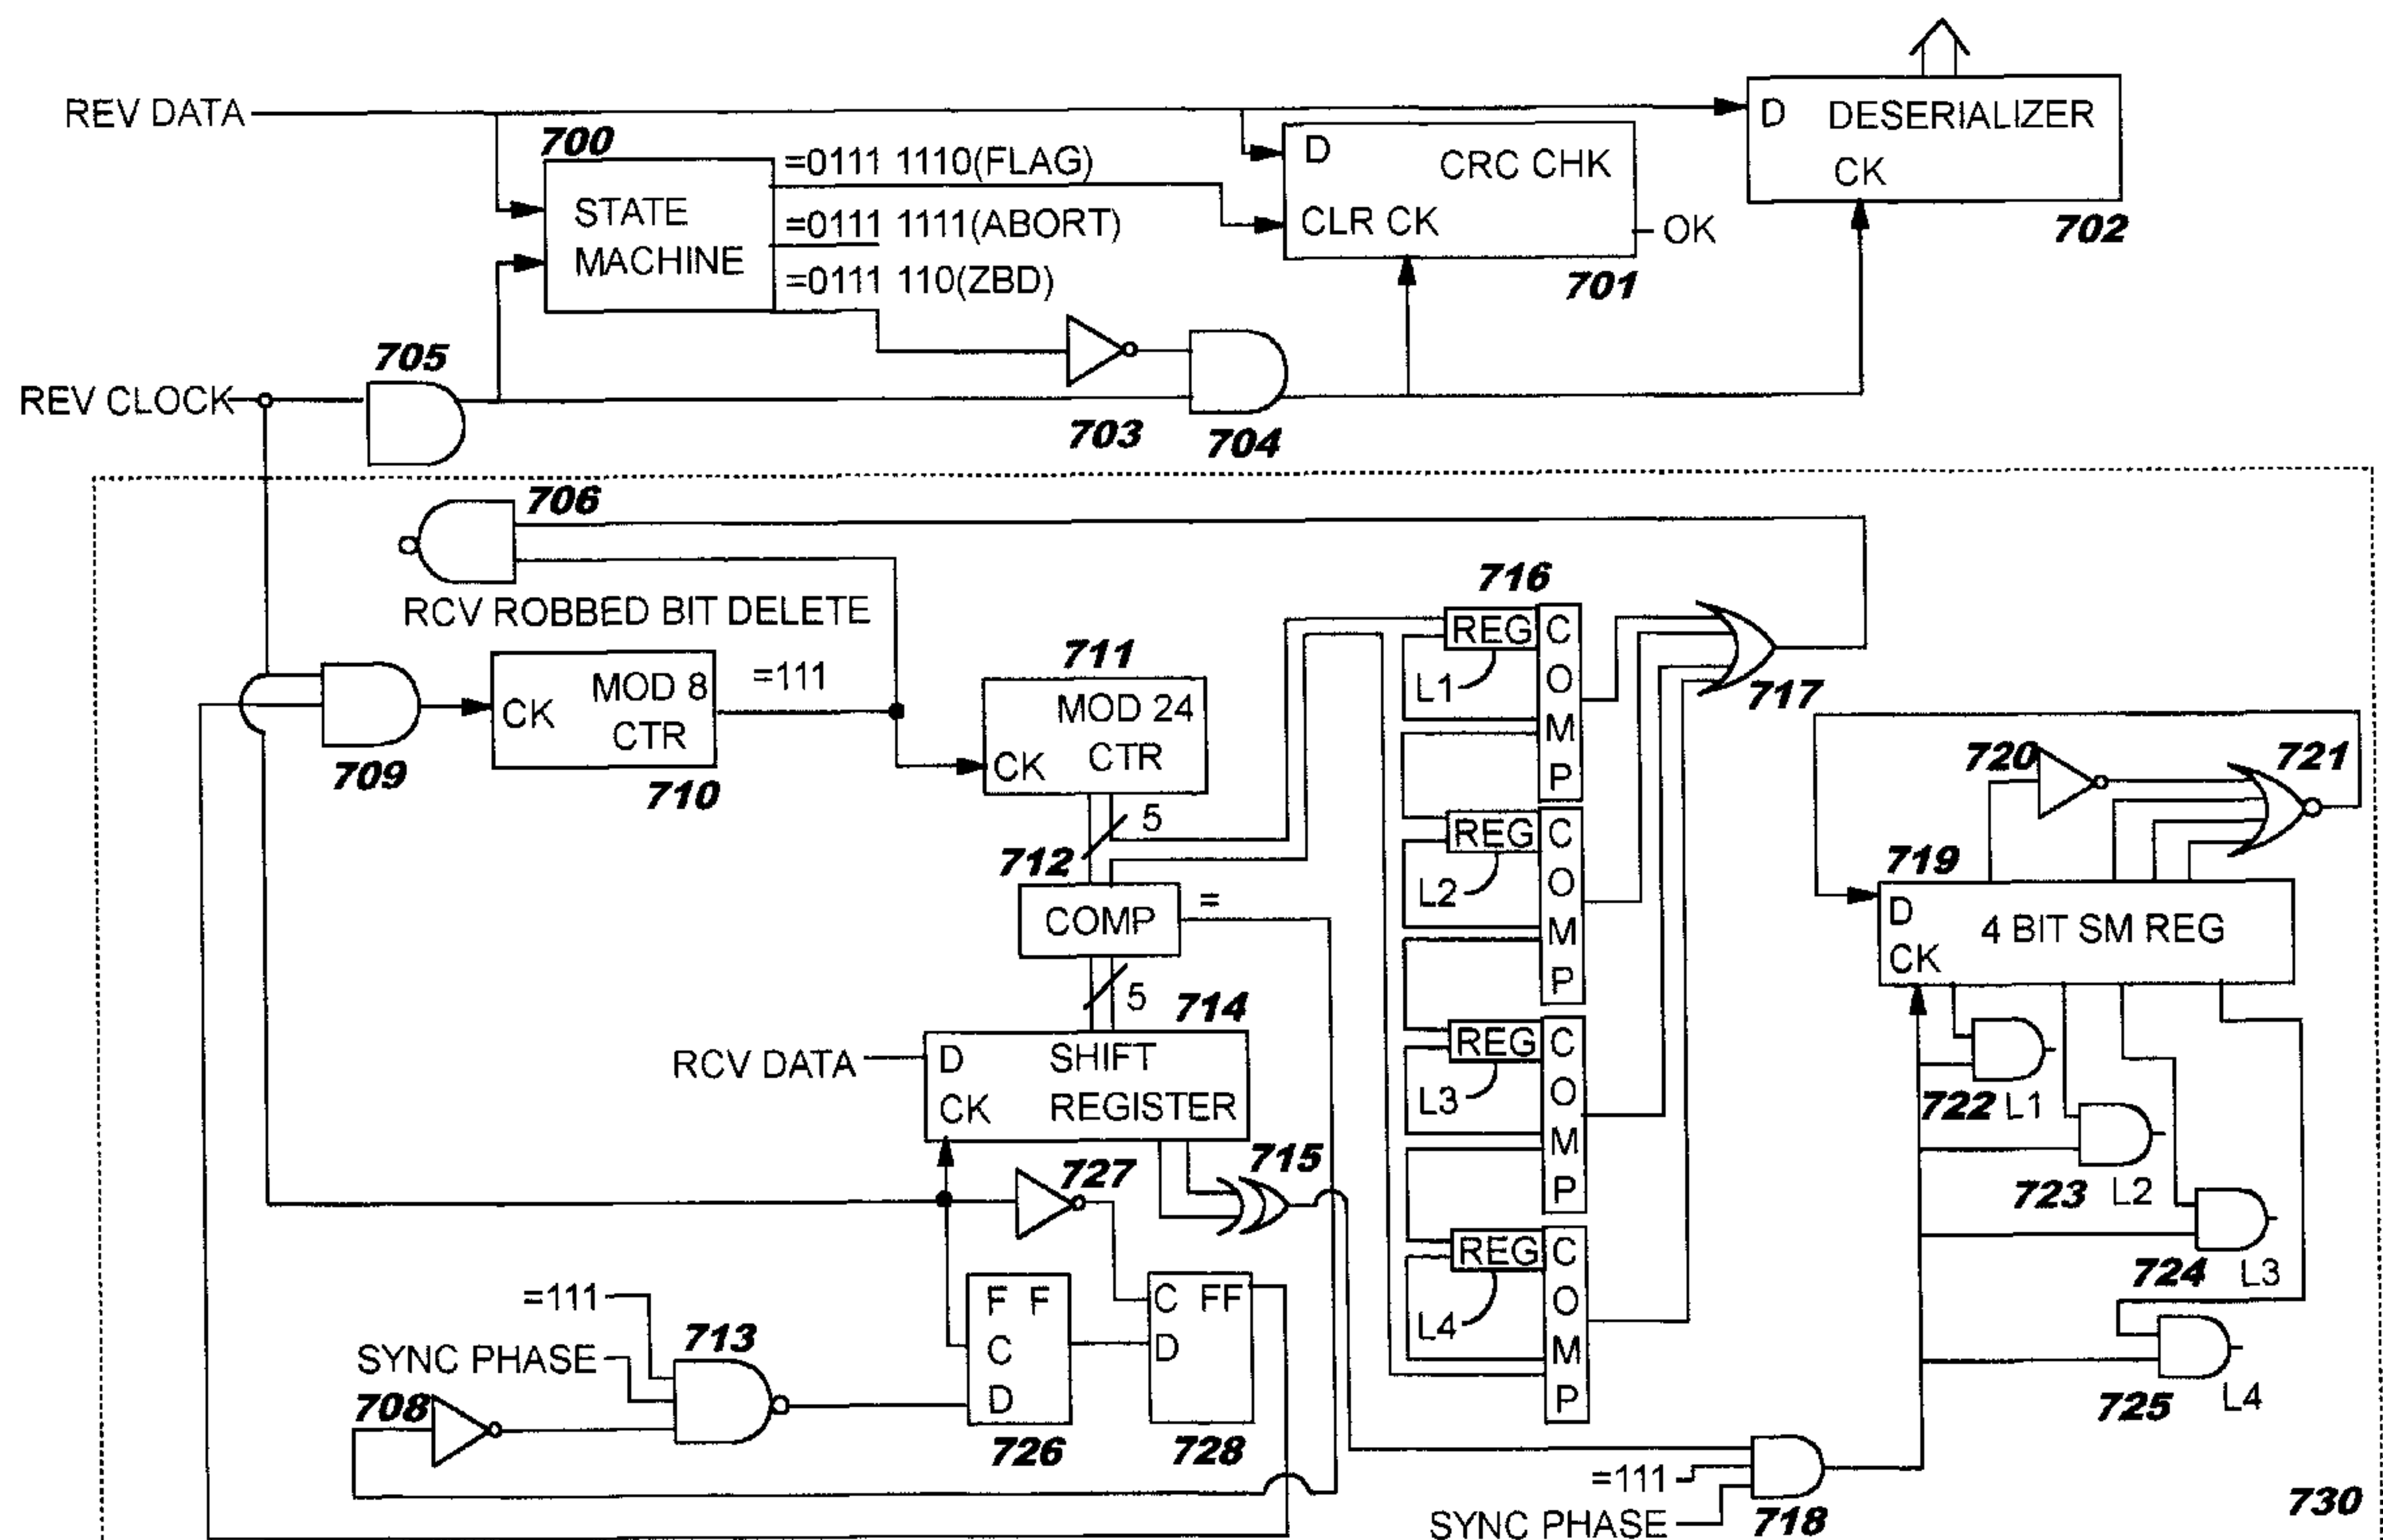 REV DATA
700
STATE
MACHINE
=0111 1110(FLAG)
=0111 1111(ABORT)
=0111 110(ZBD)
D
CRC CHK
CLR CK
OK
701
D DESERIALIZER
CK
702
705
REV CLOCK
703
704
706
RCV ROBBED BIT DELETE
CK
MOD 8
CTR
=111
709
710
711
MOD 24
CK CTR
5
712
COMP
=
5
714
RCV DATA
D SHIFT
CK REGISTER
727
715
716
REG
L1
COMP
REG
L2
COMP
REG
L3
COMP
REG
L4
COMP
717
720
721
719
D
4 BIT SM REG
CK
722 L1
723 L2
724 L3
725 L4
=111
SYNC PHASE
713
708
F F
C
D
726
C FF
D
728
=111
SYNC PHASE
718
730